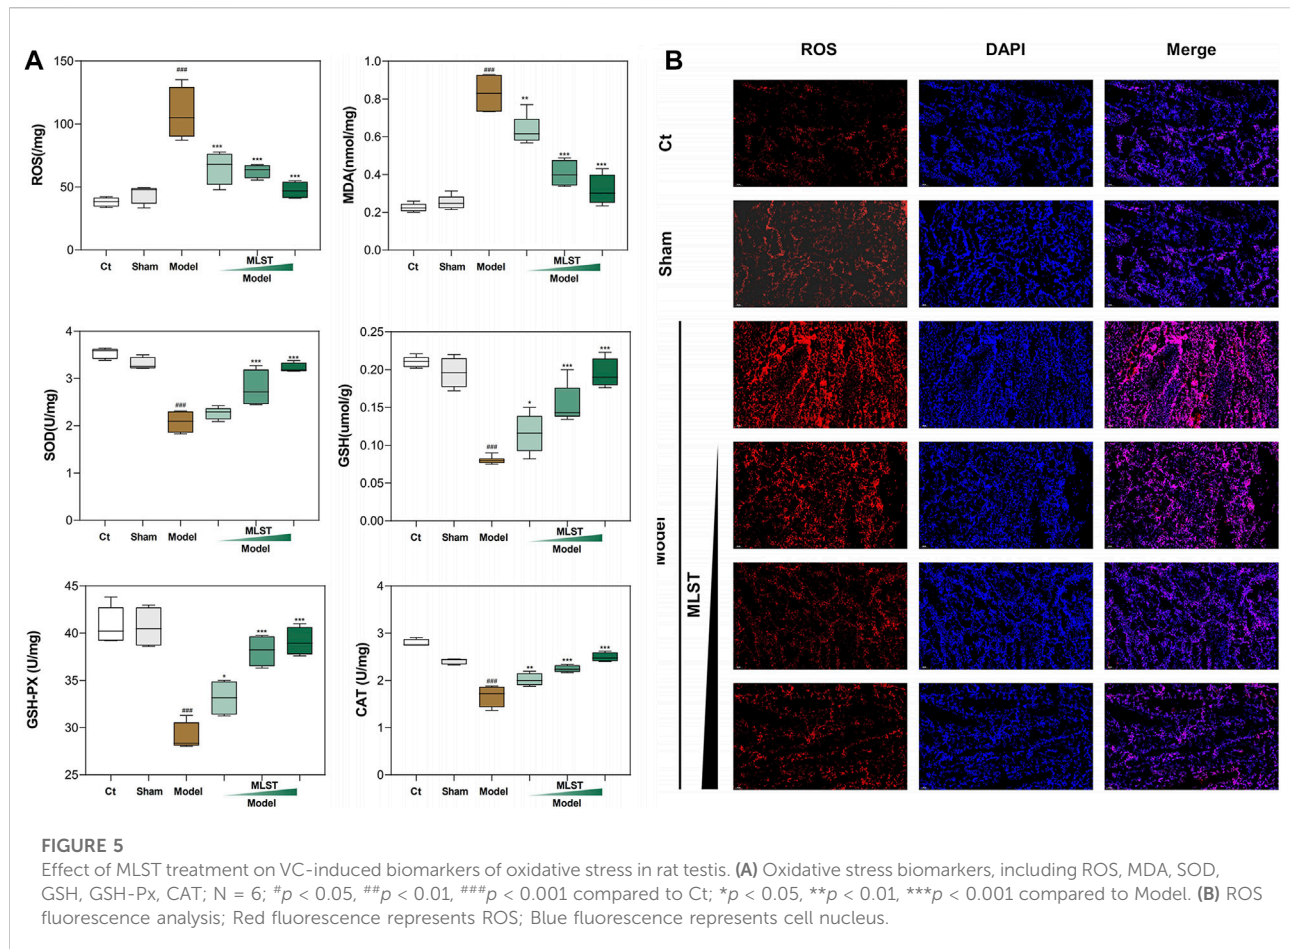 A
ROS(/mg)
150
100
50
0
###
***
***
***
Ct Sham Model MLST
Model
MDA(nmol/mg)
1.0
0.8
0.6
0.4
0.2
0.0
###
**
***
***
Ct Sham Model MLST
Model
SOD(U/mg)
4
3
2
1
0
###
***
***
Ct Sham Model MLST
Model
GSH(umol/g)
0.25
0.20
0.15
0.10
0.05
0.00
###
*
***
***
Ct Sham Model MLST
Model
GSH-PX (U/mg)
45
40
35
30
25
###
*
***
***
Ct Sham Model MLST
Model
CAT (U/mg)
4
3
2
1
0
###
**
***
***
Ct Sham Model MLST
Model
B
ROS DAPI Merge
Ct
Sham
Model
MLST
FIGURE 5
Effect of MLST treatment on VC-induced biomarkers of oxidative stress in rat testis. (A) Oxidative stress biomarkers, including ROS, MDA, SOD,
GSH, GSH-Px, CAT; N = 6; #p < 0.05, ##p < 0.01, ###p < 0.001 compared to Ct; *p < 0.05, **p < 0.01, ***p < 0.001 compared to Model. (B) ROS
fluorescence analysis; Red fluorescence represents ROS; Blue fluorescence represents cell nucleus.